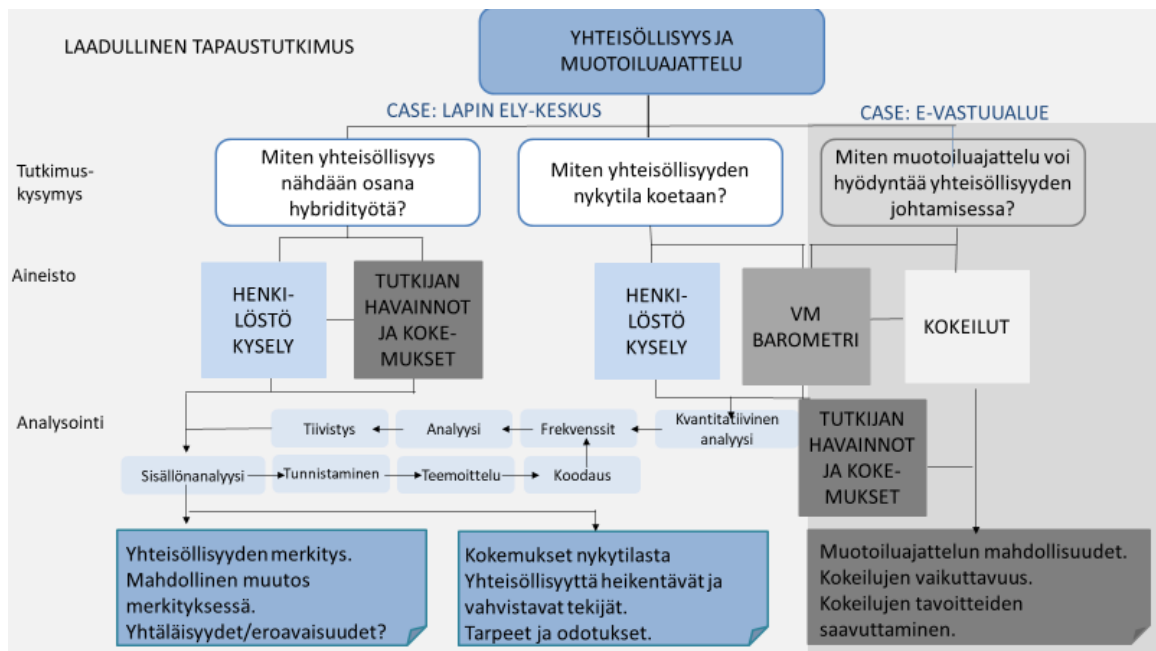 LAADULLINEN TAPAUSTUTKIMUS
YHTEISÖLLISYYS JA
MUOTOILUAJATTELU
CASE: LAPIN ELY-KESKUS
CASE: E-VASTUUALUE
Tutkimus-
kysymys
Miten yhteisöllisyys
nähdään osana
hybridityötä?
Miten yhteisöllisyyden
nykytila koetaan?
Miten muotoiluajattelu voi
hyödyntää yhteisöllisyyden
johtamisessa?
Aineisto
HENKI-
LÖSTÖ
KYSELY
TUTKIJAN
HAVAINNOT
JA KOKE-
MUKSET
HENKI-
LÖSTÖ
KYSELY
VM
BAROMETRI
KOKEILUT
Analysointi
Tiivistys
Analyysi
Frekvenssit
Kvantitatiivinen
analyysi
TUTKIJAN
HAVAINNOT
JA KOKE-
MUKSET
Sisällönanalyysi
Tunnistaminen
Teemoittelu
Koodaus
Yhteisöllisyyden merkitys.
Mahdollinen muutos
merkityksessä.
Yhtäläisyydet/eroavaisuudet?
Kokemukset nykytilasta
Yhteisöllisyyttä heikentävät ja
vahvistavat tekijät.
Tarpeet ja odotukset.
Muotoiluajattelun mahdollisuudet.
Kokeilujen vaikuttavuus.
Kokeilujen tavoitteiden
saavuttaminen.